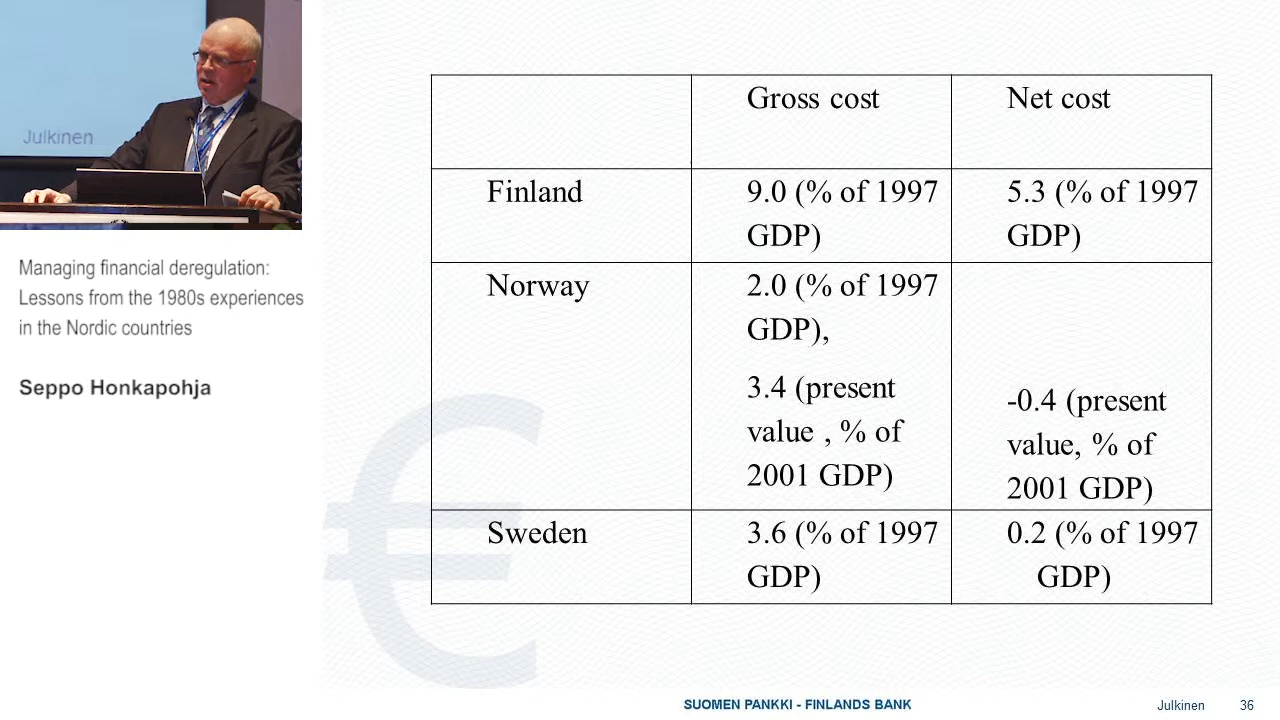 Julkinen
Managing financial deregulation:
Lessons from the 1980s experiences
in the Nordic countries
Seppo Honkapohja
Gross cost
Net cost
Finland
9.0 (% of 1997
GDP)
5.3 (% of 1997
GDP)
Norway
2.0 (% of 1997
GDP),
3.4 (present
value , % of
2001 GDP)
-0.4 (present
value, % of
2001 GDP)
Sweden
3.6 (% of 1997
GDP)
0.2 (% of 1997
GDP)
€
SUOMEN PANKKI - FINLANDS BANK
Julkinen
36